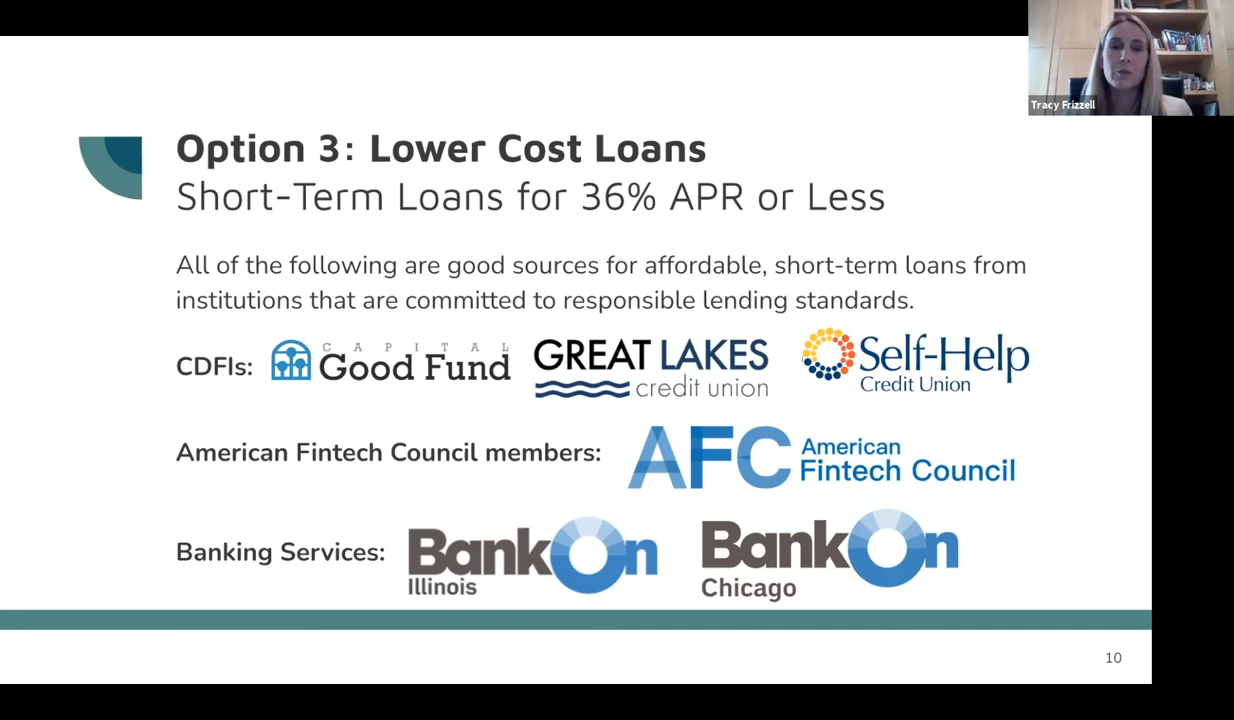 Tracy Frizzell
Option 3: Lower Cost Loans
Short-Term Loans for 36% APR or Less
All of the following are good sources for affordable, short-term loans from
institutions that are committed to responsible lending standards.
CDFIs:
CAPITAL
Good Fund
GREAT LAKES
credit union
Self-Help
Credit Union
American Fintech Council members:
AFC
American
Fintech Council
Banking Services:
BankOn
Illinois
BankOn
Chicago
10